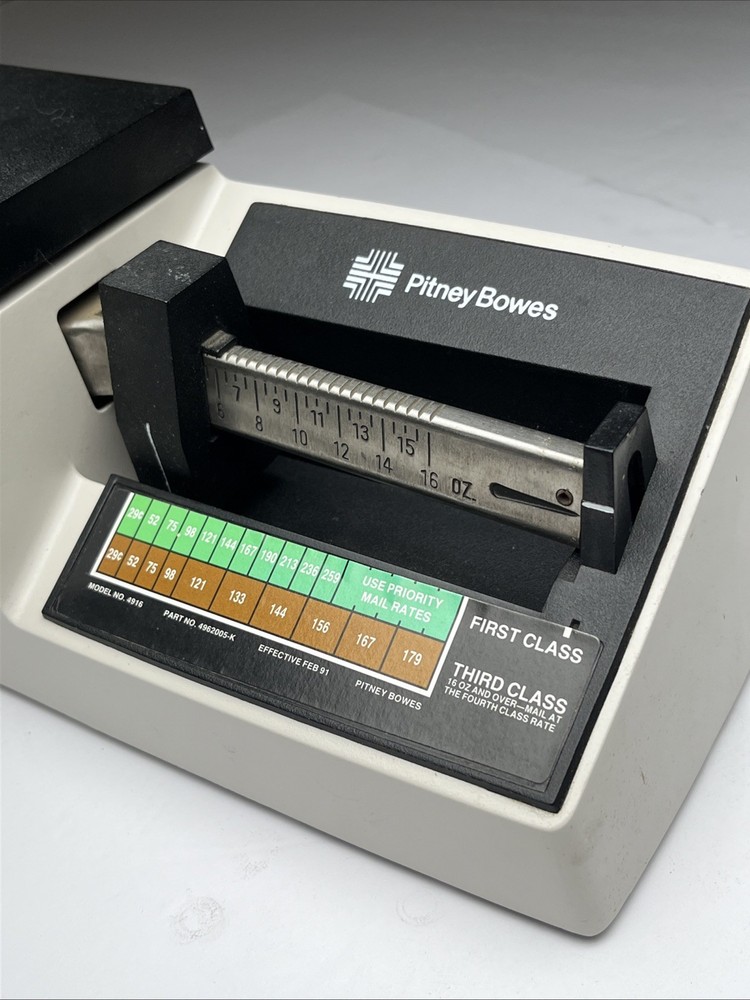 PitneyBowes
7 9 11 13 15
6 8 10 12 14 16 OZ.
29¢ 52 75 98 121 144 167 190 213 236 259 USE PRIORITY
MAIL RATES
FIRST CLASS
29¢ 52 75 98 121 133 144 156 167 179
THIRD CLASS
16 OZ AND OVER—MAIL AT
THE FOURTH CLASS RATE
MODEL NO. 4916 PART NO. 4962005-K EFFECTIVE FEB 91 PITNEY BOWES